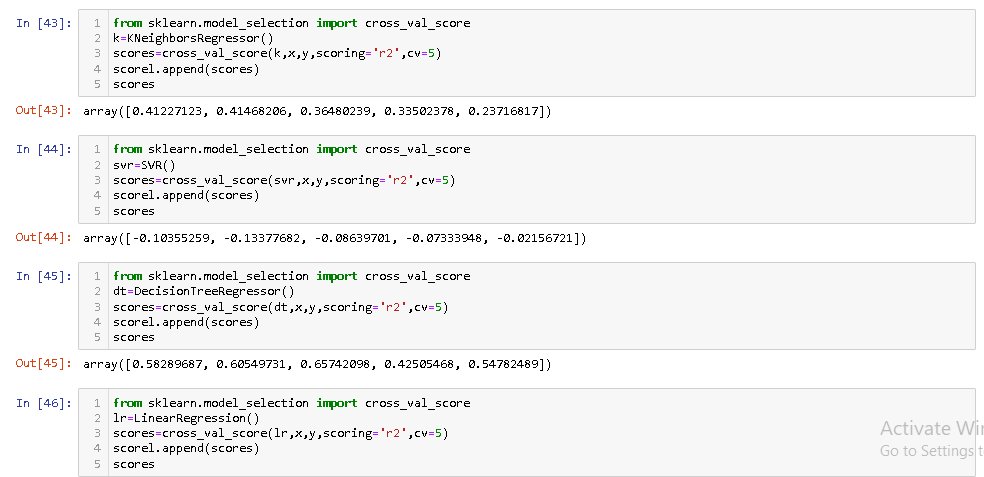 In [43]:
1 from sklearn.model_selection import cross_val_score
2 k=KNeighborsRegressor()
3 scores=cross_val_score(k,x,y,scoring='r2',cv=5)
4 scorel.append(scores)
5 scores
Out[43]: array([0.41227123, 0.41468206, 0.36480239, 0.33502378, 0.23716817])
In [44]:
1 from sklearn.model_selection import cross_val_score
2 svr=SVR()
3 scores=cross_val_score(svr,x,y,scoring='r2',cv=5)
4 scorel.append(scores)
5 scores
Out[44]: array([-0.10355259, -0.13377682, -0.08639701, -0.07333948, -0.02156721])
In [45]:
1 from sklearn.model_selection import cross_val_score
2 dt=DecisionTreeRegressor()
3 scores=cross_val_score(dt,x,y,scoring='r2',cv=5)
4 scorel.append(scores)
5 scores
Out[45]: array([0.58289687, 0.60549731, 0.65742098, 0.42505468, 0.54782489])
In [46]:
1 from sklearn.model_selection import cross_val_score
2 lr=LinearRegression()
3 scores=cross_val_score(lr,x,y,scoring='r2',cv=5)
4 scorel.append(scores)
5 scores
Activate Win
Go to Settings t